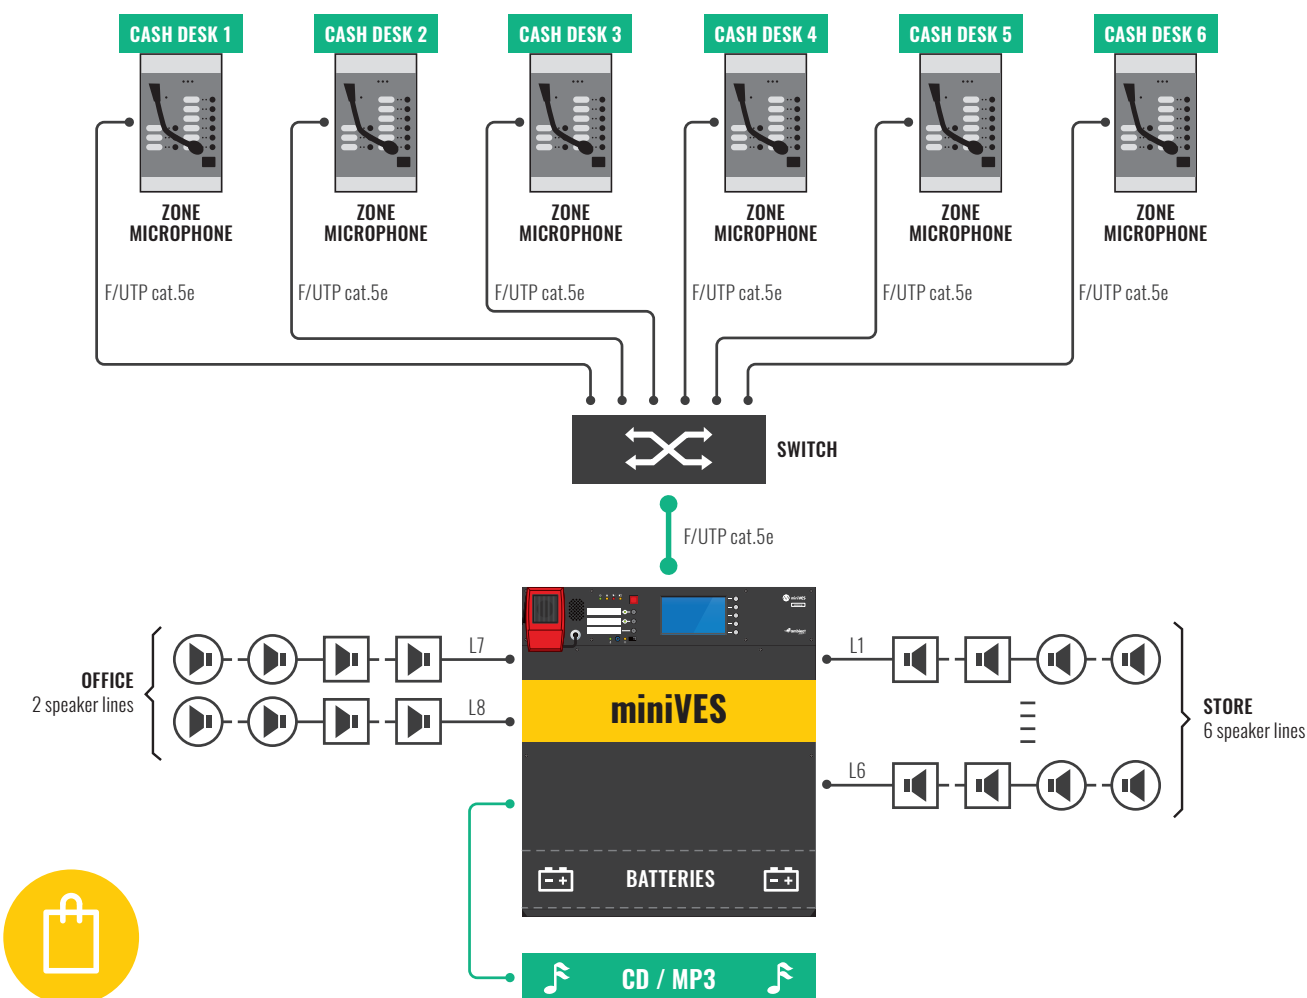 CASH DESK 1
CASH DESK 2
CASH DESK 3
CASH DESK 4
CASH DESK 5
CASH DESK 6
ZONE
MICROPHONE
ZONE
MICROPHONE
ZONE
MICROPHONE
ZONE
MICROPHONE
ZONE
MICROPHONE
ZONE
MICROPHONE
F/UTP cat.5e
F/UTP cat.5e
F/UTP cat.5e
F/UTP cat.5e
F/UTP cat.5e
F/UTP cat.5e
SWITCH
F/UTP cat.5e
OFFICE
2 speaker lines
L7
L8
miniVES
miniVES
L1
L6
STORE
6 speaker lines
BATTERIES
CD / MP3